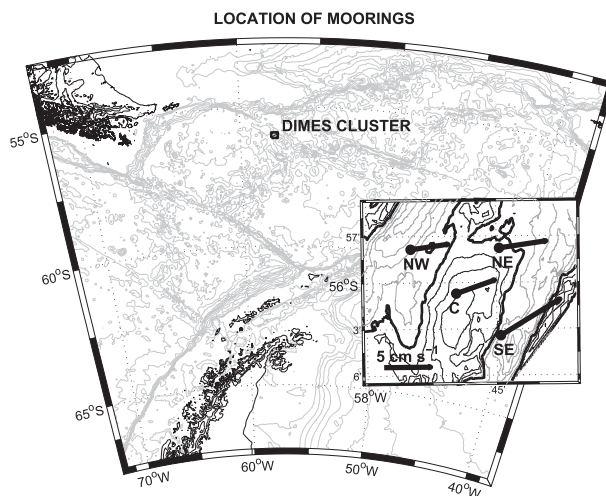 LOCATION OF MOORINGS
DIMES CLUSTER
55°S
60°S
65°S
70°W
60°W
50°W
40°W
57'
NW
NE
56°S
C
3'
SE
5 cm s
6'
58°W
45'